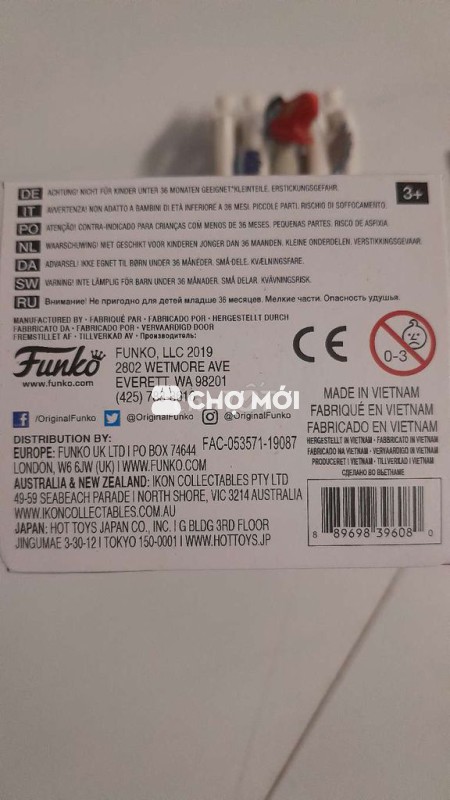 DE ACHTUNG! NICHT FÜR KINDER UNTER 36 MONATEN GEEIGNET*KLEINTEILE. ERSTICKUNGSGEFAHR.
3+
IT AVVERTENZA! NON ADATTO A BAMBINI DI ETÀ INFERIORE A 36 MESI. PICCOLE PARTI. RISCHIO DI SOFFOCAMENTO.
PO ATENÇÃO! CONTRA-INDICADO PARA CRIANÇAS COM MENOS DE 36 MESES. PEQUENAS PARTES. RISCO DE ASFIXIA.
NL WAARSCHUWING! NIET GESCHIKT VOOR KINDEREN JONGER DAN 36 MAANDEN. KLEINE ONDERDELEN. VERSTIKKINGSGEVAAR.
DA ADVARSEL! IKKE EGNET TIL BØRN UNDER 36 MÅNEDER. SMÅ-DELE. KVÆLNINGSFARE.
SW VARNING! INTE LÄMPLIG FÖR BARN UNDER 36 MÅNADER. SMÅ DELAR. KVÄVNINGSRISK.
RU Внимание! Не пригодно для детей младше 36 месяцев. Мелкие части. Опасность удушья.
MANUFACTURED BY • FABRIQUÉ PAR • FABRICADO POR • HERGESTELLT DURCH
FABBRICATO DA • FABRICADO POR • VERVAARDIGD DOOR
FREMSTILLET AF • TILLVERKAD AV • Производитель:
Funko
www.funko.com
FUNKO, LLC 2019
2802 WETMORE AVE
EVERETT, WA 98201
(425)
CE
0-3
CHỢ MỚI
/OriginalFunko @OriginalFunko @OriginalFunko
DISTRIBUTION BY:
FAC-053571-19087
EUROPE: FUNKO UK LTD I PO BOX 74644
LONDON, W6 6JW (UK) I WWW.FUNKO.COM
AUSTRALIA & NEW ZEALAND: IKON COLLECTABLES PTY LTD
49-59 SEABEACH PARADE I NORTH SHORE, VIC 3214 AUSTRALIA
WWW.IKONCOLLECTABLES.COM.AU
JAPAN: HOT TOYS JAPAN CO., INC. I G BLDG 3RD FLOOR
JINGUMAE 3-30-12 I TOKYO 150-0001 I WWW.HOTTOYS.JP
MADE IN VIETNAM
FABRIQUÉ EN VIETNAM
FABRICADO EN VIETNAM
HERGESTELLT IN VIETNAM • FABBRICATO IN VIETNAM
FABRICADO NA VIETNAM • VERVAARDIGD IN VIETNAM
PRODUCERET I VIETNAM • TILLVERKAD I VIETNAM
СДЕЛАНО ВО ВЬЕТНАМЕ
8 89698 39608 0